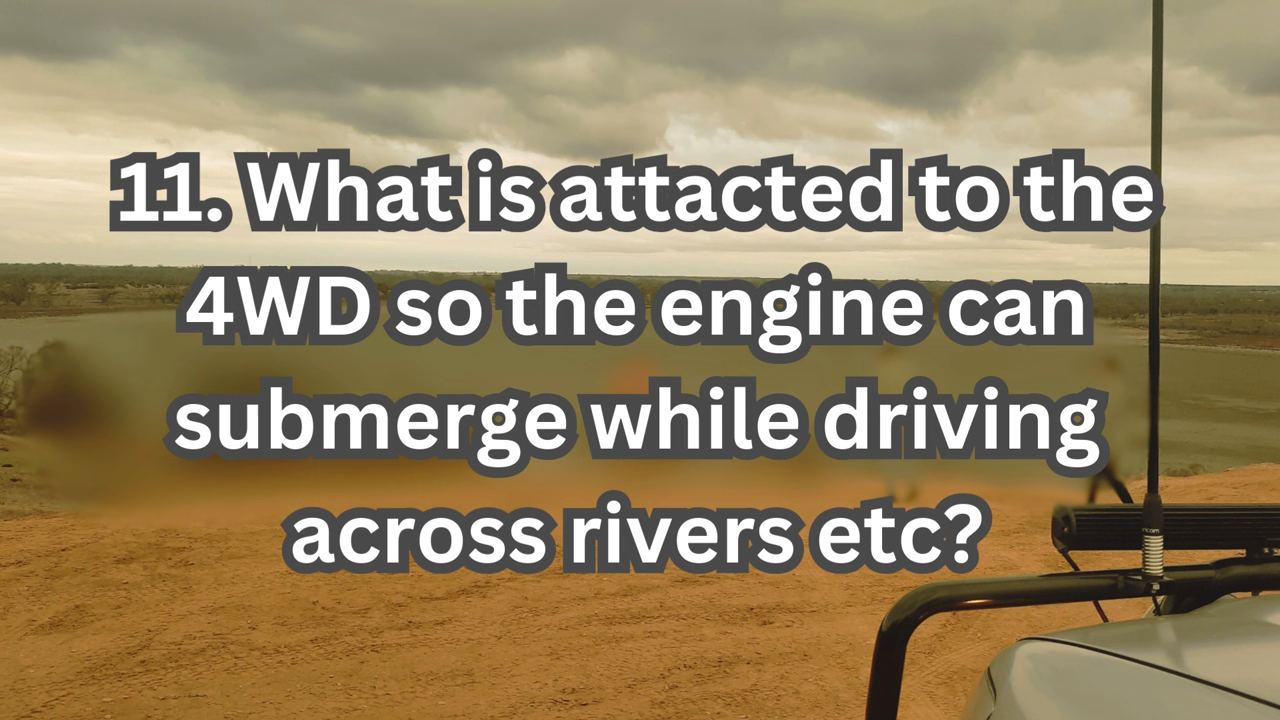 11. What is attacted to the
4WD so the engine can
submerge while driving
across rivers etc?